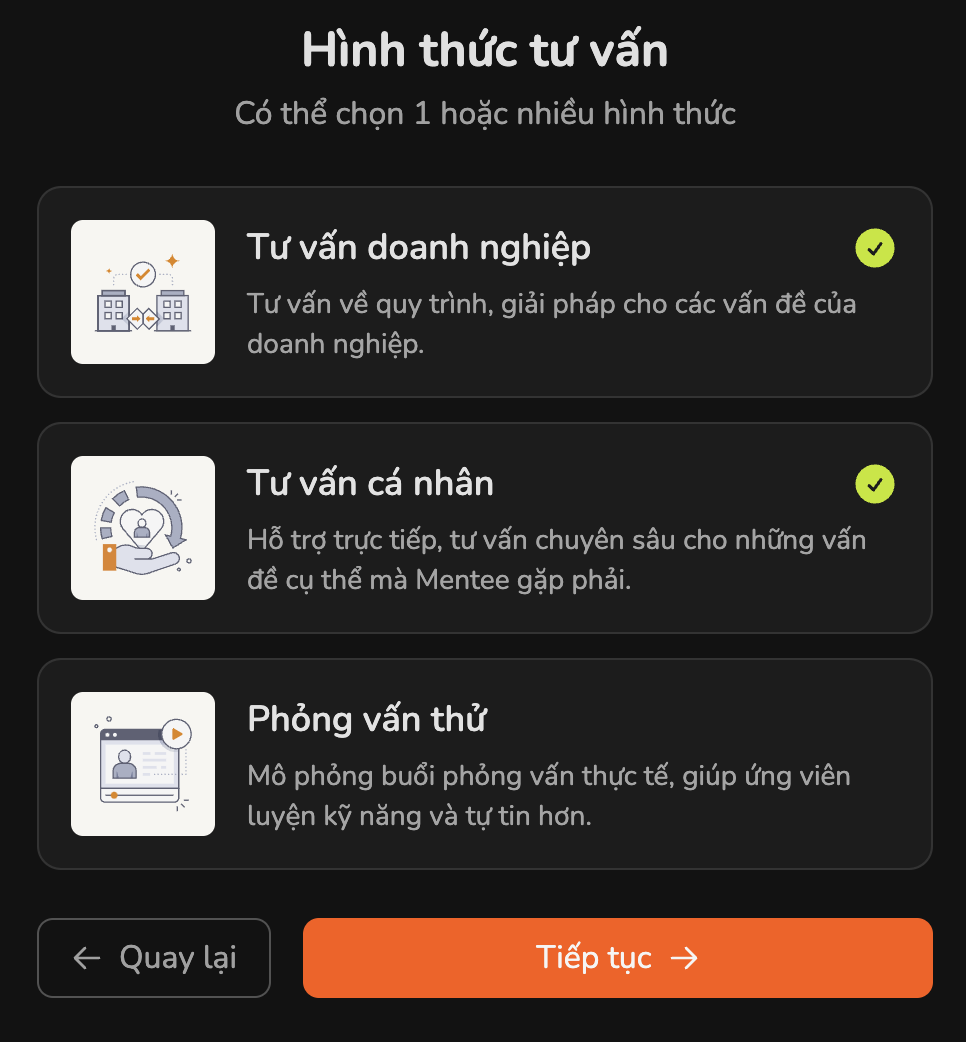 Hình thức tư vấn
Có thể chọn 1 hoặc nhiều hình thức
Tư vấn doanh nghiệp
Tư vấn về quy trình, giải pháp cho các vấn đề của
doanh nghiệp.
Tư vấn cá nhân
Hỗ trợ trực tiếp, tư vấn chuyên sâu cho những vấn
đề cụ thể mà Mentee gặp phải.
Phỏng vấn thử
Mô phỏng buổi phỏng vấn thực tế, giúp ứng viên
luyện kỹ năng và tự tin hơn.
← Quay lại
Tiếp tục →